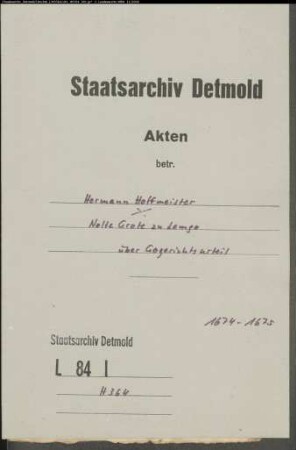 Staatsarchiv Detmold
Akten
betr.
Hermann Hoffmeister
./.
Nolte Grote zu Lemgo
über Gogerichtsurteil
1674-1675
Staatsarchiv Detmold
L 84 I
H 364